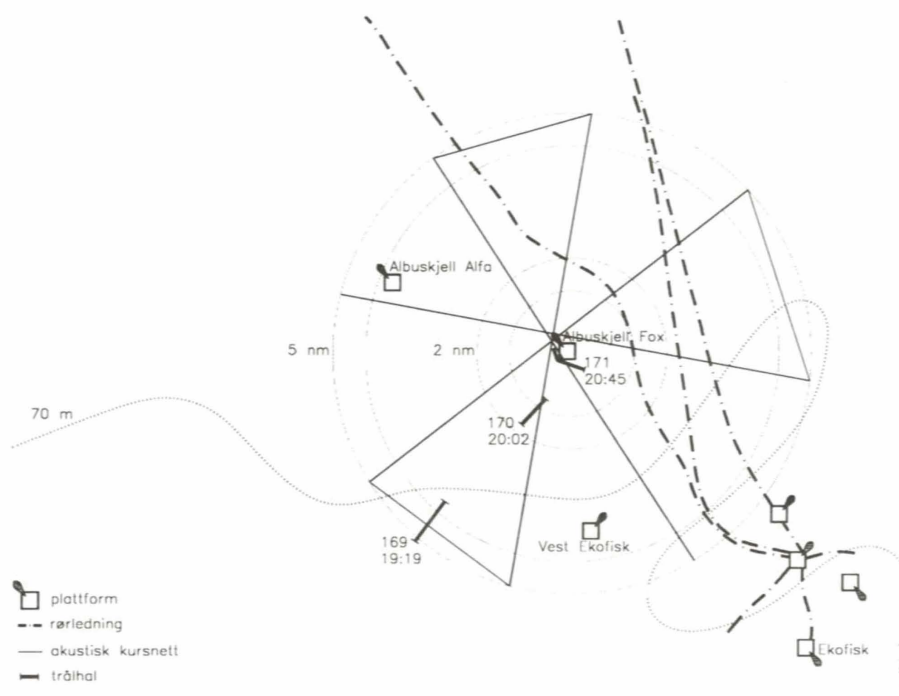 Albuskjell Alfa
Albuskjell Fox
5 nm
2 nm
171
20:45
70 m
170
20:02
169
19:19
Vest Ekofisk
Ekofisk
plattform
rørledning
akustisk kursnett
trålhal